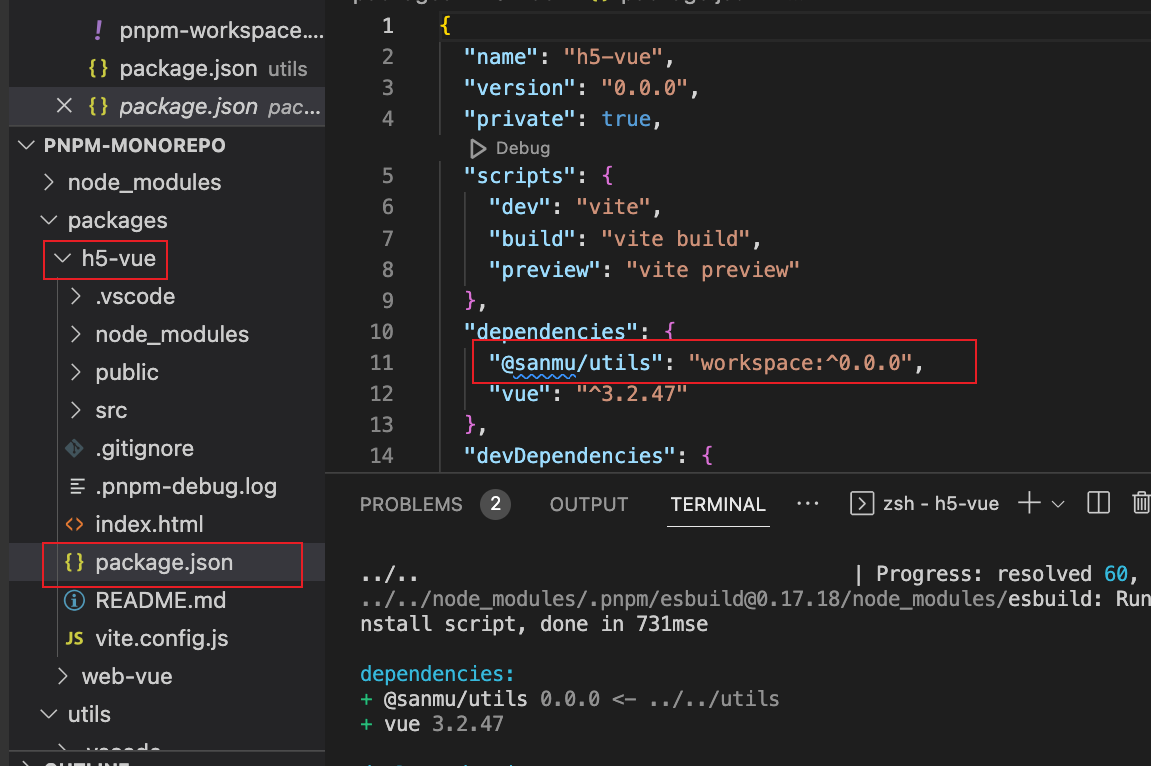 pnpm-workspace....
{} package.json utils
{} package.json pac...
PNPM-MONOREPO
node_modules
packages
h5-vue
.vscode
node_modules
public
src
.gitignore
.pnpm-debug.log
index.html
{} package.json
README.md
JS vite.config.js
web-vue
utils
.vscode
OUTLINE
1 {
2 "name": "h5-vue",
3 "version": "0.0.0",
4 "private": true,
Debug
5 "scripts": {
6 "dev": "vite",
7 "build": "vite build",
8 "preview": "vite preview"
9 },
10 "dependencies": {
11 "@sanmu/utils": "workspace:^0.0.0",
12 "vue": "^3.2.47"
13 },
14 "devDependencies": {
PROBLEMS 2 OUTPUT TERMINAL ... zsh - h5-vue
../.. | Progress: resolved 60,
../../node_modules/.pnpm/esbuild@0.17.18/node_modules/esbuild: Run
nstall script, done in 731mse
dependencies:
+ @sanmu/utils 0.0.0 <- ../../utils
+ vue 3.2.47